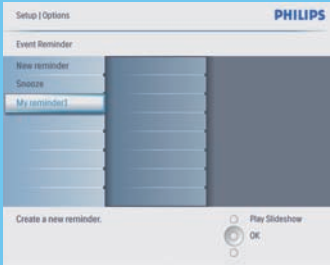 Setup | Options
PHILIPS
Event Reminder
New reminder
Snooze
My reminder1
Create a new reminder.
Play Slideshow
OK